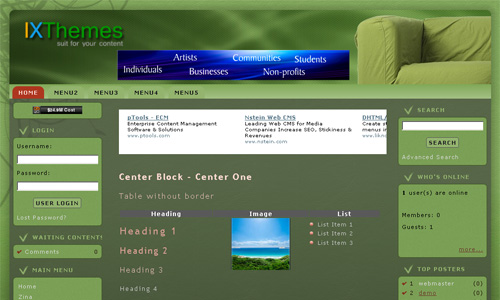 IXThemes
suit for your content
Artists
Communities
Students
Individuals
Businesses
Non-profits
HOME MENU2 MENU3 MENU4 MENU5
LOGIN
Username:
Password:
USER LOGIN
Lost Password?
WAITING CONTENT
Comments 0
MAIN MENU
Home
Zina
pTools - ECM
Enterprise Content Management
Software & Solutions
www.ptools.com
Nstein Web CMS
Leading Web CMS for Media
Companies Increase SEO, Stickiness &
Revenues
www.nstein.com
DHTML/
Create st
menus in
www.likno
Center Block - Center One
Table without border
Heading Image List
Heading 1
Heading 2
Heading 3
Heading 4
List Item 1
List Item 2
List Item 3
SEARCH
SEARCH
Advanced Search
WHO'S ONLINE
1 user(s) are online
Members: 0
Guests: 1
more...
TOP POSTERS
1 webmaster (0)
2 demo (0)